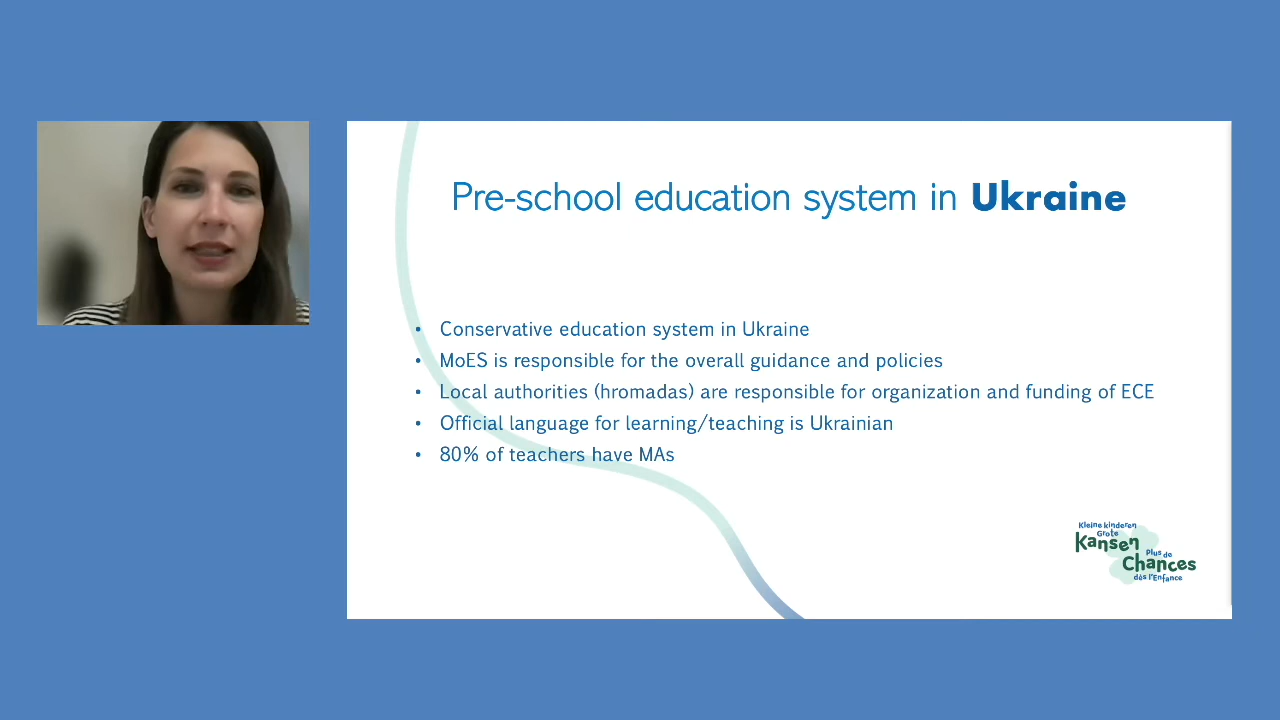 Pre-school education system in Ukraine
• Conservative education system in Ukraine
• MoES is responsible for the overall guidance and policies
• Local authorities (hromadas) are responsible for organization and funding of ECE
• Official language for learning/teaching is Ukrainian
• 80% of teachers have MAs
Kleine kinderen
Grote
Kansen
Plus de
Chances
dès l'Enfance